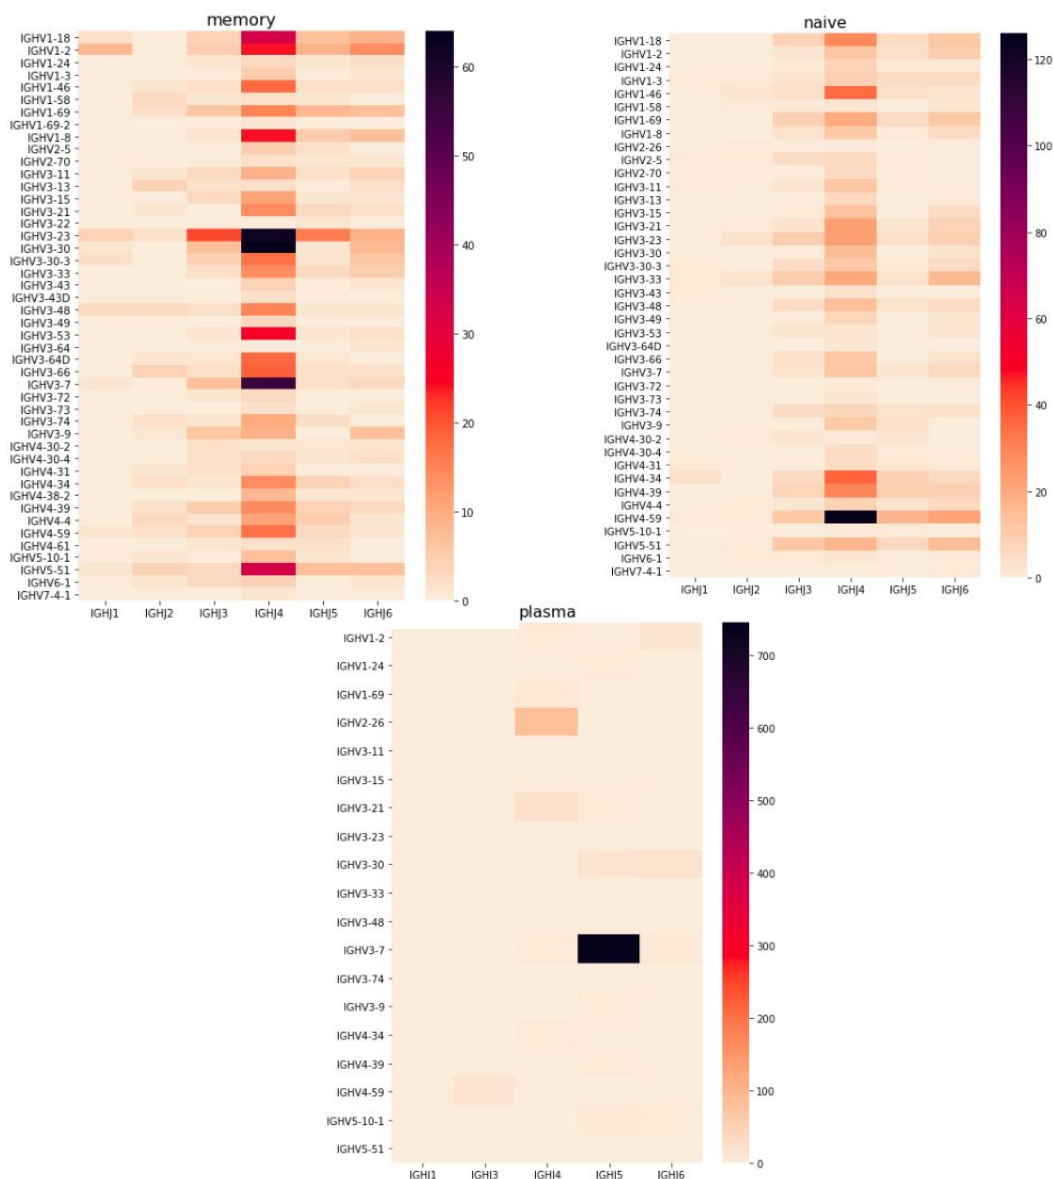 memory
IGHV1-18
IGHV1-2
IGHV1-24
IGHV1-3
IGHV1-46
IGHV1-58
IGHV1-69
IGHV1-69-2
IGHV1-8
IGHV2-5
IGHV2-70
IGHV3-11
IGHV3-13
IGHV3-15
IGHV3-21
IGHV3-22
IGHV3-23
IGHV3-30
IGHV3-30-3
IGHV3-33
IGHV3-43
IGHV3-43D
IGHV3-48
IGHV3-49
IGHV3-53
IGHV3-64
IGHV3-64D
IGHV3-66
IGHV3-7
IGHV3-72
IGHV3-73
IGHV3-74
IGHV3-9
IGHV4-30-2
IGHV4-30-4
IGHV4-31
IGHV4-34
IGHV4-38-2
IGHV4-39
IGHV4-4
IGHV4-59
IGHV4-61
IGHV5-10-1
IGHV5-51
IGHV6-1
IGHV7-4-1
IGHJ1 IGHJ2 IGHJ3 IGHJ4 IGHJ5 IGHJ6
60
50
40
30
20
10
0
naive
IGHV1-18
IGHV1-2
IGHV1-24
IGHV1-3
IGHV1-46
IGHV1-58
IGHV1-69
IGHV1-8
IGHV2-26
IGHV2-5
IGHV2-70
IGHV3-11
IGHV3-13
IGHV3-15
IGHV3-21
IGHV3-23
IGHV3-30
IGHV3-30-3
IGHV3-33
IGHV3-43
IGHV3-48
IGHV3-49
IGHV3-53
IGHV3-64D
IGHV3-66
IGHV3-7
IGHV3-72
IGHV3-73
IGHV3-74
IGHV3-9
IGHV4-30-2
IGHV4-30-4
IGHV4-31
IGHV4-34
IGHV4-39
IGHV4-4
IGHV4-59
IGHV5-10-1
IGHV5-51
IGHV6-1
IGHV7-4-1
IGHJ1 IGHJ2 IGHJ3 IGHJ4 IGHJ5 IGHJ6
120
100
80
60
40
20
0
plasma
IGHV1-2
IGHV1-24
IGHV1-69
IGHV2-26
IGHV3-11
IGHV3-15
IGHV3-21
IGHV3-23
IGHV3-30
IGHV3-33
IGHV3-48
IGHV3-7
IGHV3-74
IGHV3-9
IGHV4-34
IGHV4-39
IGHV4-59
IGHV5-10-1
IGHV5-51
IGHJ1 IGHJ3 IGHJ4 IGHJ5 IGHJ6
700
600
500
400
300
200
100
0